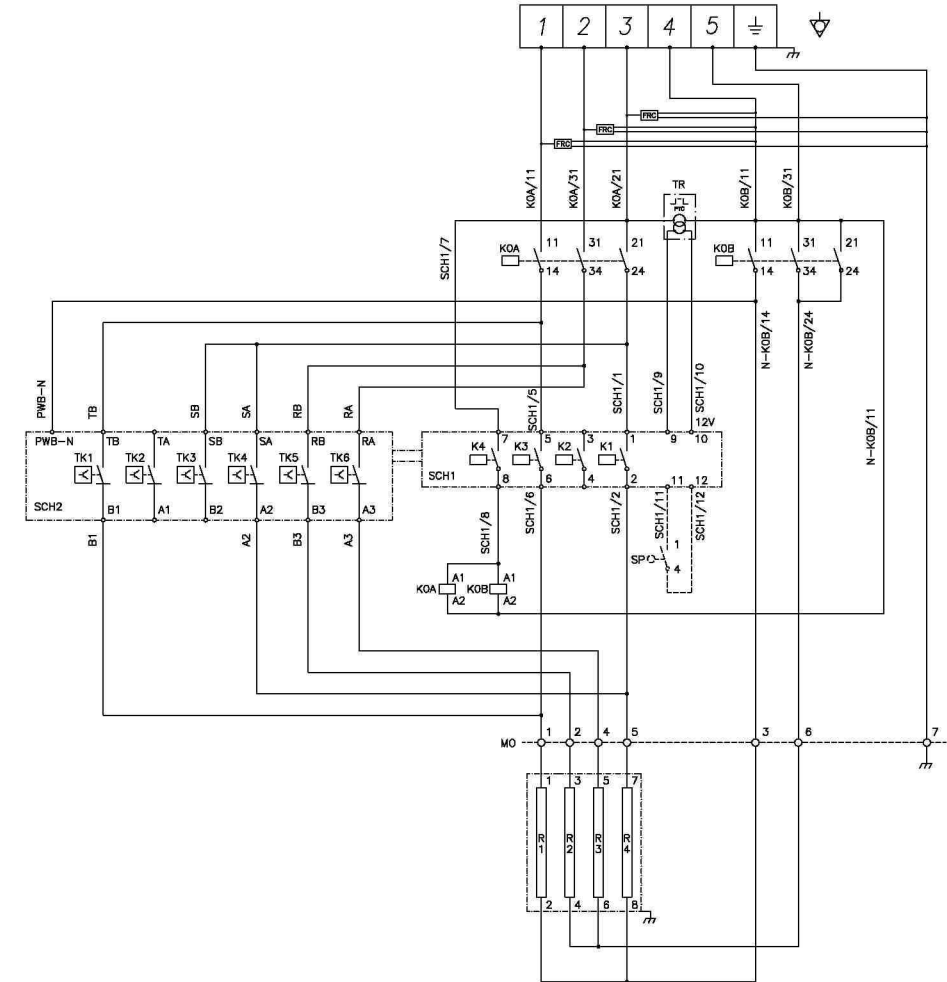 1 2 3 4 5
FRC
FRC
FRC
K0A/11 K0A/31 K0A/21 K0B/11 K0B/31
TR
SCH1/7
K0A 11 31 21 K0B 11 31 21
14 34 24 14 34 24
N-K0B/14 N-K0B/24
PWB-N TB SB SA RB RA SCH1/5 SCH1/1 SCH1/9 SCH1/10
12V
PWB-N TB TA SB SA RB RA 7 5 3 1 9 10
TK1 TK2 TK3 TK4 TK5 TK6 K4 K3 K2 K1
N-K0B/11
SCH1 8 6 4 2 11 12
SCH2 B1 A1 B2 A2 B3 A3
B1 A2 B3 A3 SCH1/8 SCH1/6 SCH1/2 SCH1/11 SCH1/12
1
SP
4
K0A A1 K0B A1
A2 A2
MO 1 2 4 5 3 6 7
1 3 5 7
R1 R2 R3 R4
2 4 6 8